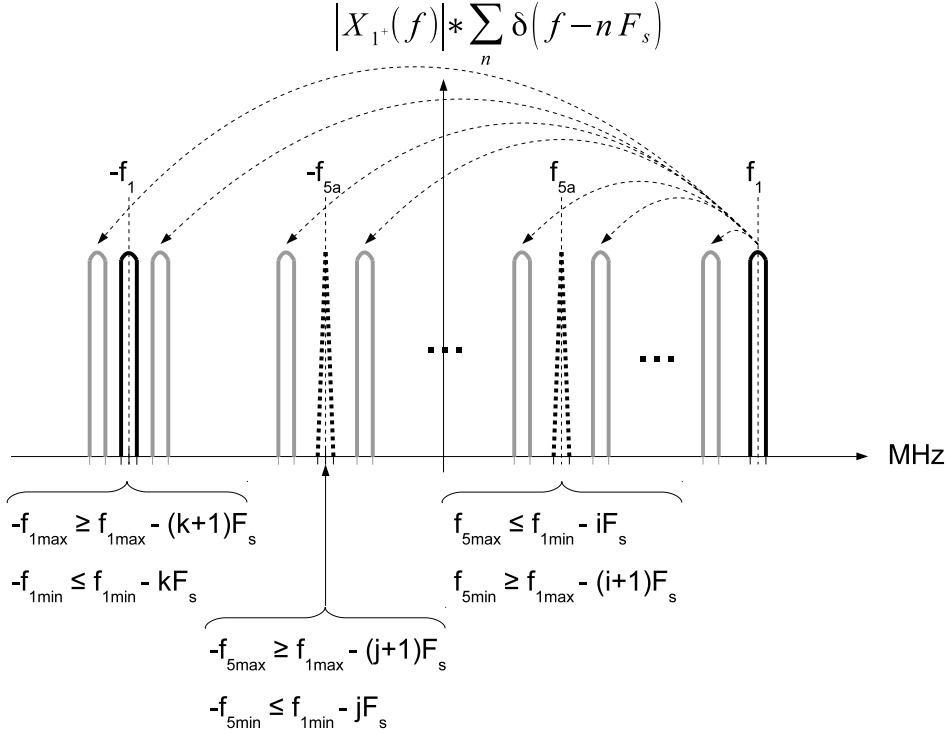 |X₁⁺(f)| * ∑ₙ δ(f−nFₛ)
-f₁
-f₅ₐ
f₅ₐ
f₁
...
...
MHz
-f₁ₘₐₓ ≥ f₁ₘₐₓ - (k+1)Fₛ
-f₁ₘᵢₙ ≤ f₁ₘᵢₙ - kFₛ
f₅ₘₐₓ ≤ f₁ₘᵢₙ - iFₛ
f₅ₘᵢₙ ≥ f₁ₘₐₓ - (i+1)Fₛ
-f₅ₘₐₓ ≥ f₁ₘₐₓ - (j+1)Fₛ
-f₅ₘᵢₙ ≤ f₁ₘᵢₙ - jFₛ